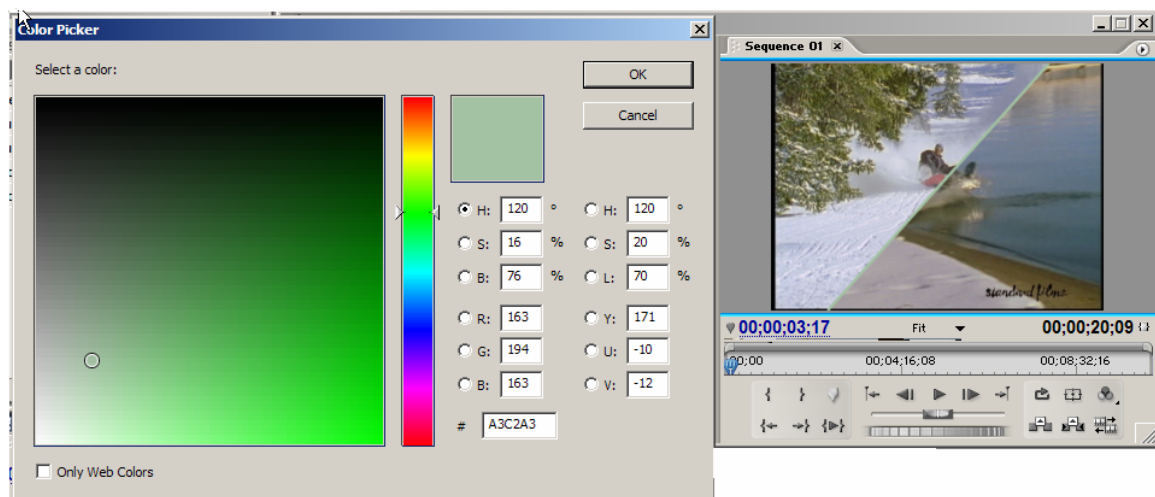 Color Picker
Select a color:
OK
Cancel
H: 120 ° H: 120 °
S: 16 % S: 20 %
B: 76 % L: 70 %
R: 163 Y: 171
G: 194 U: -10
B: 163 V: -12
# A3C2A3
Only Web Colors
Sequence 01
standard films
00;00;03;17 Fit 00;00;20;09
00;00 00;04;16;08 00;08;32;16